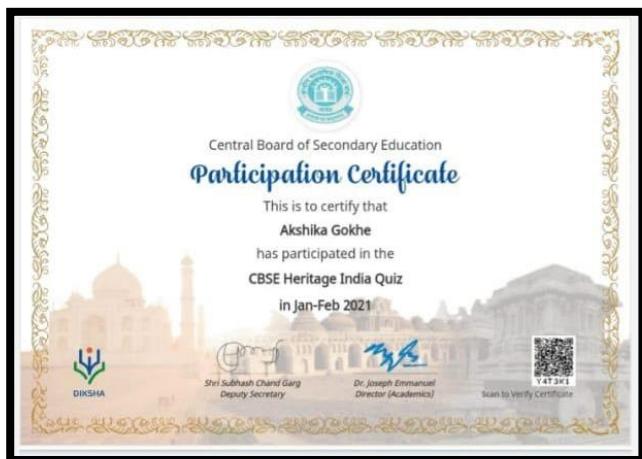 Central Board of Secondary Education
Participation Certificate
This is to certify that
Akshika Gokhe
has participated in the
CBSE Heritage India Quiz
in Jan-Feb 2021
DIKSHA
Shri Subhash Chand Garg
Deputy Secretary
Dr. Joseph Emmanuel
Director (Academics)
Y4T3K1
Scan to Verify Certificate